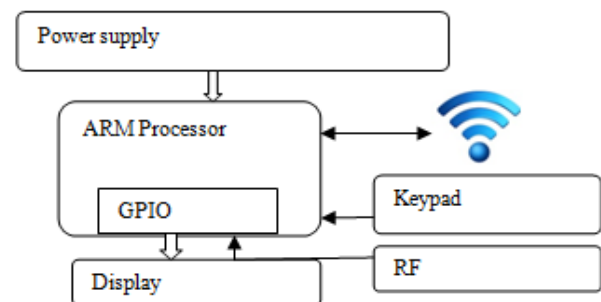 Power supply
ARM Processor
GPIO
Keypad
RF
Display